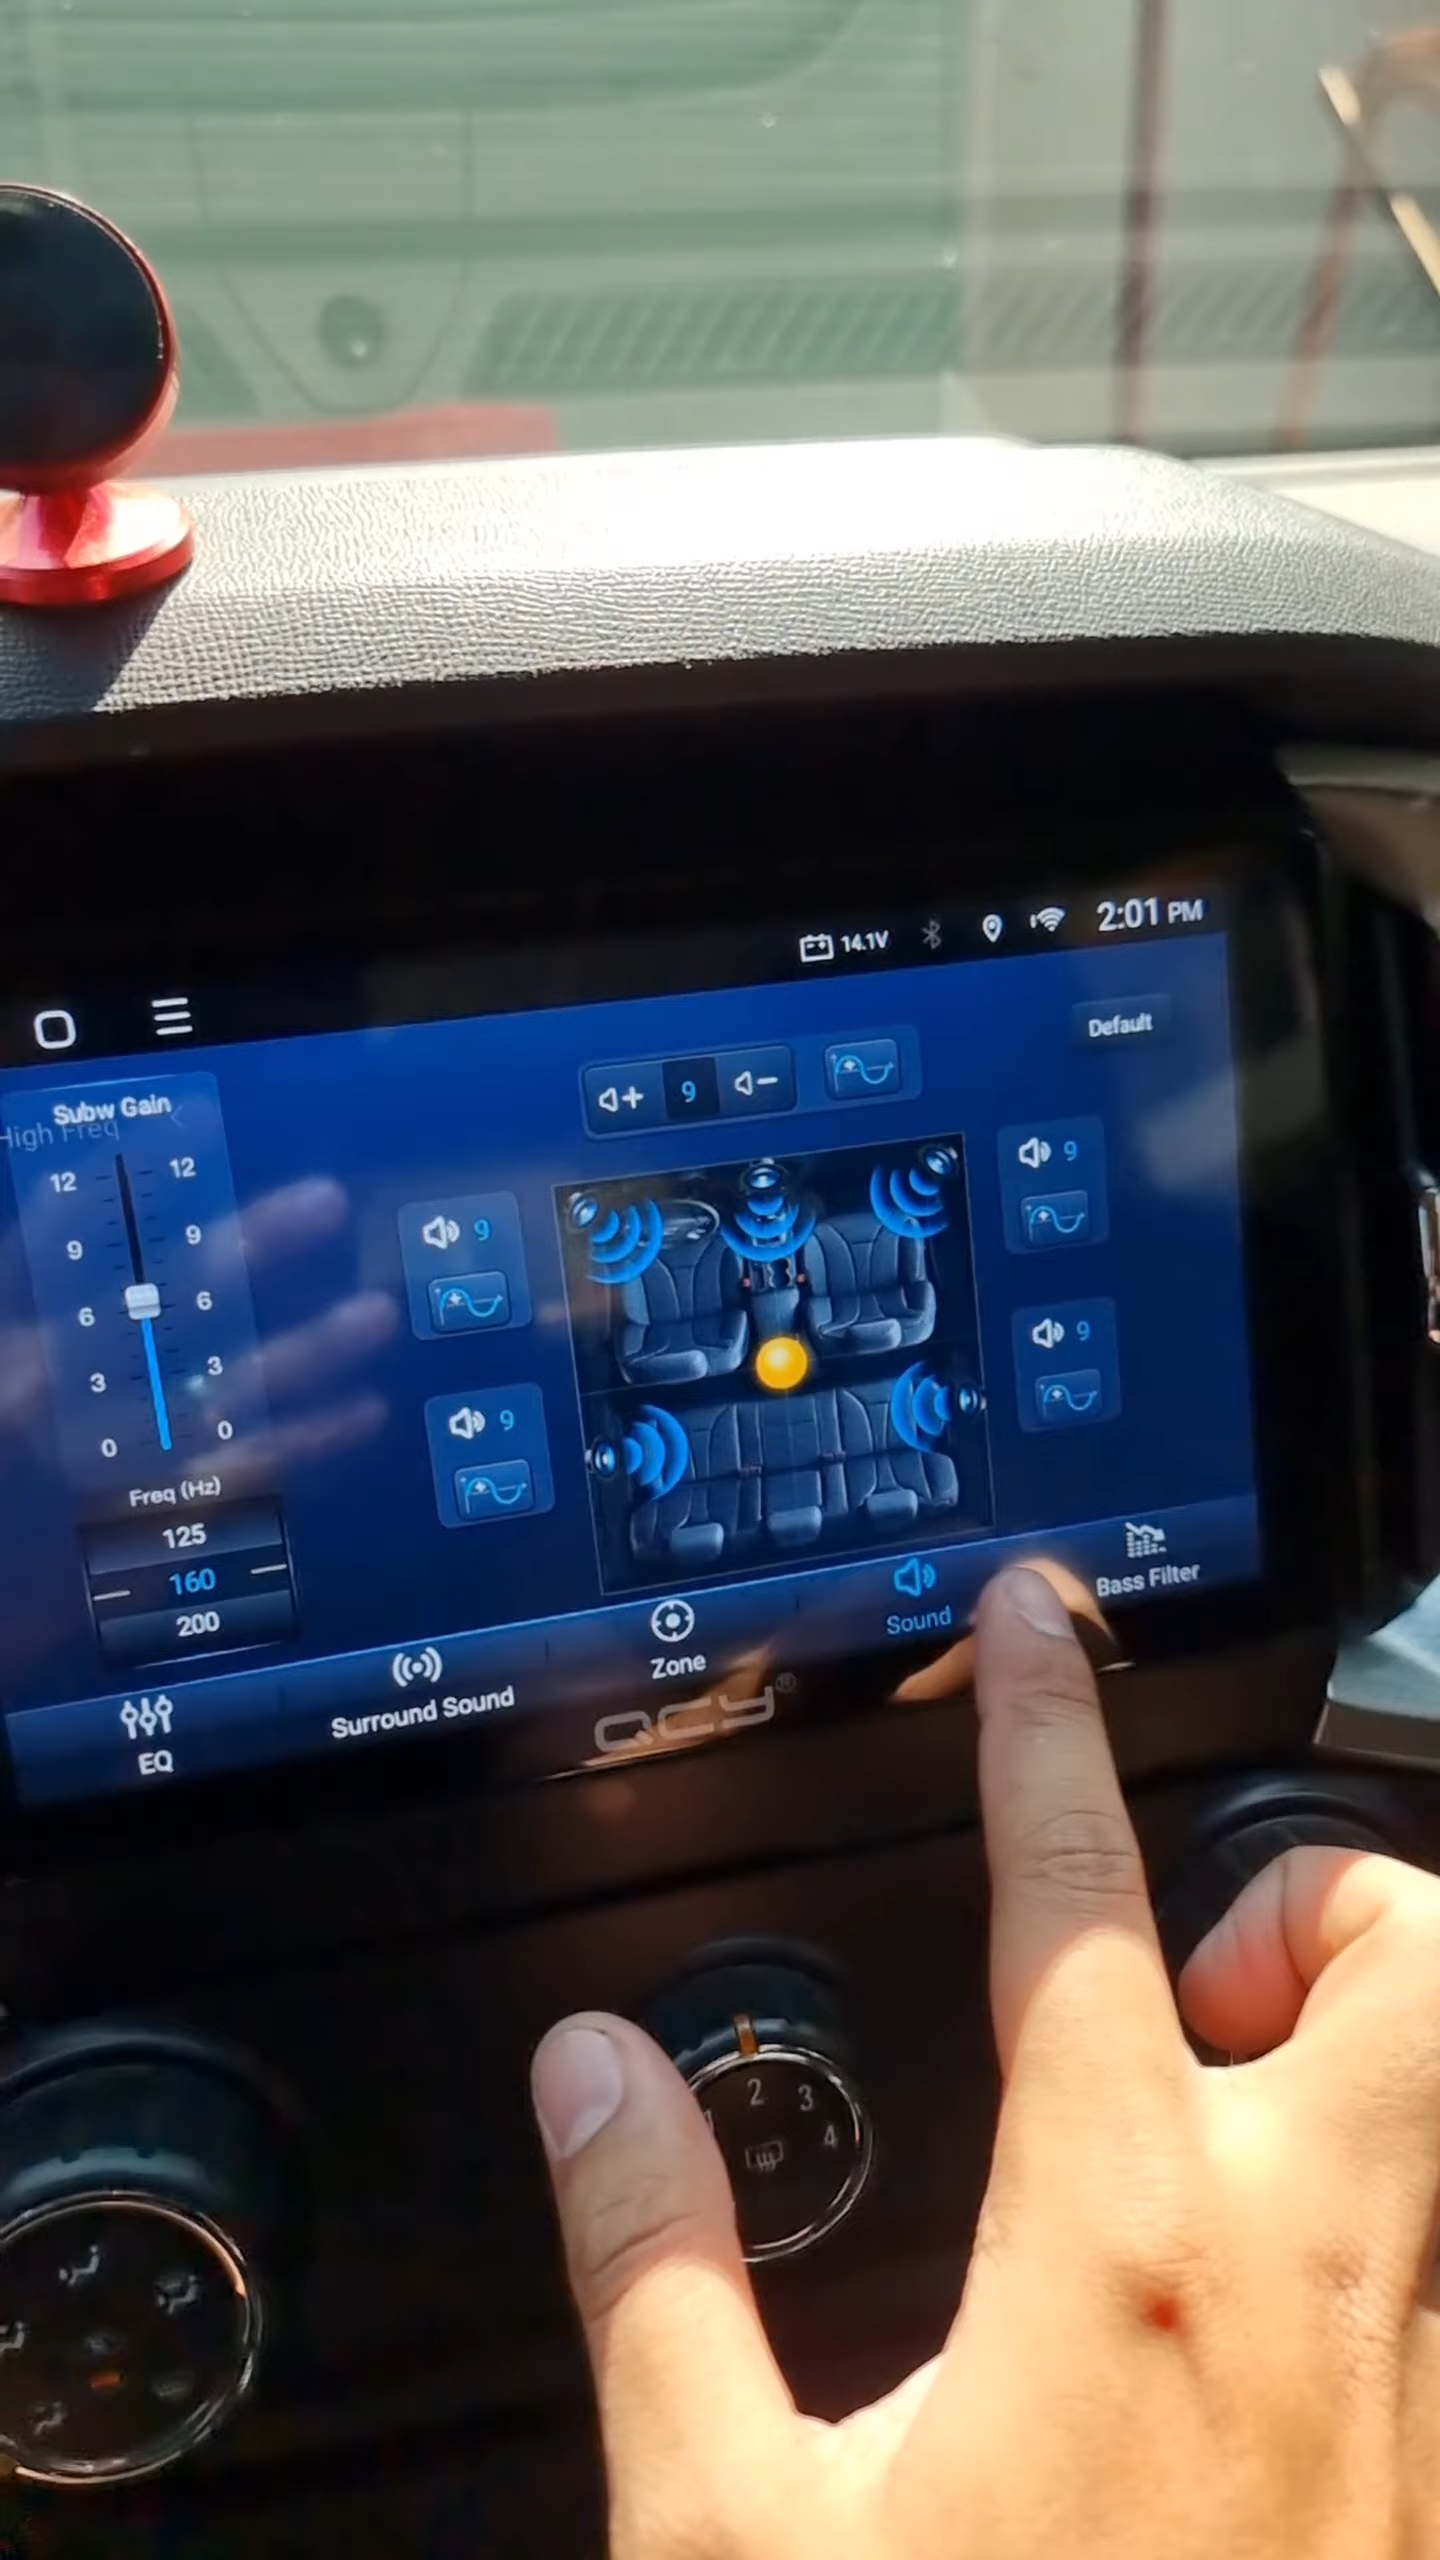 14.1V 2:01 PM
Default
Subw Gain
High Freq
+ 9 -
12 12
9 9
6 6
3 3
0 0
9
9
9
9
Freq (Hz)
125
160
200
EQ
Surround Sound
Zone
Sound
Bass Filter
QCY®
2 3
4